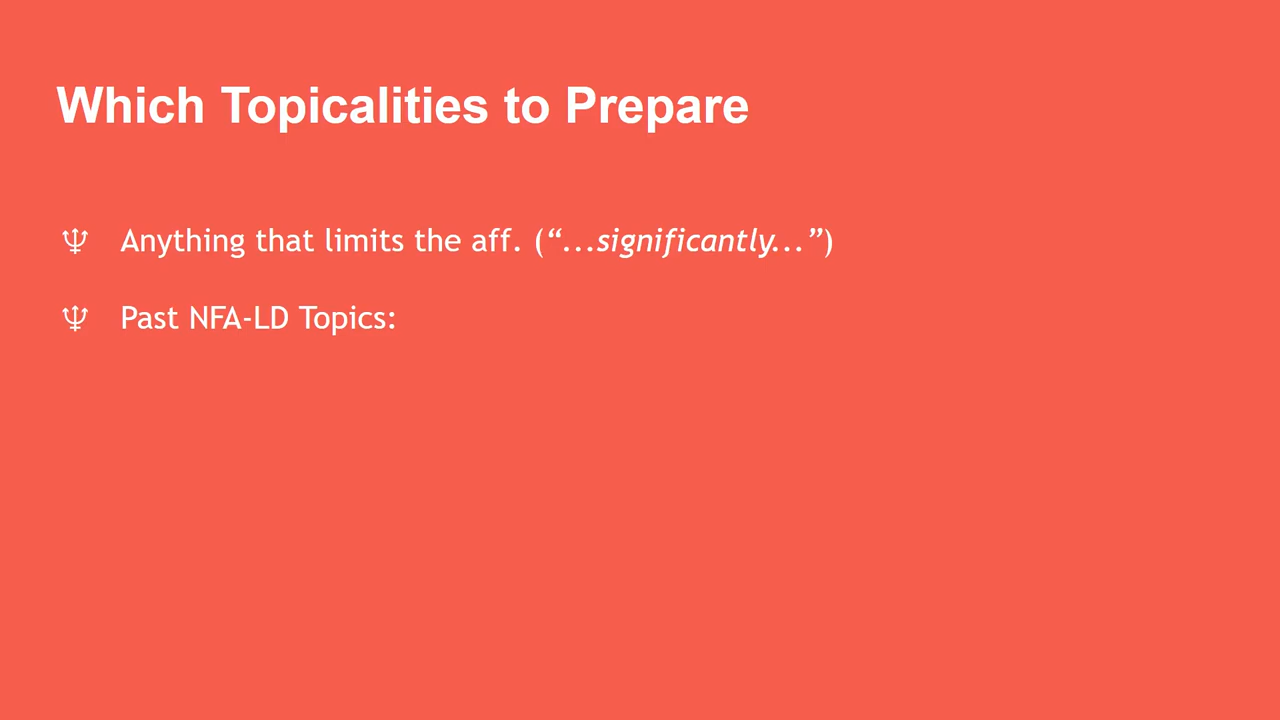 Which Topicalities to Prepare
♆ Anything that limits the aff. (“...significantly...”)
♆ Past NFA-LD Topics: